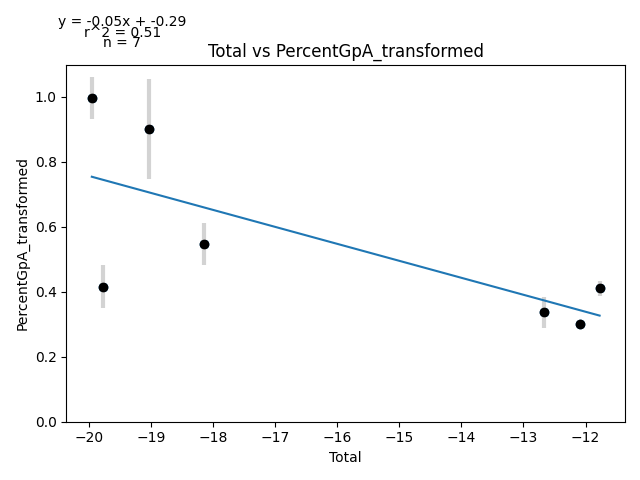 y = -0.05x + -0.29
r^2 = 0.51
n = 7
Total vs PercentGpA_transformed
PercentGpA_transformed
1.0
0.8
0.6
0.4
0.2
0.0
−20
−19
−18
−17
−16
−15
−14
−13
−12
Total